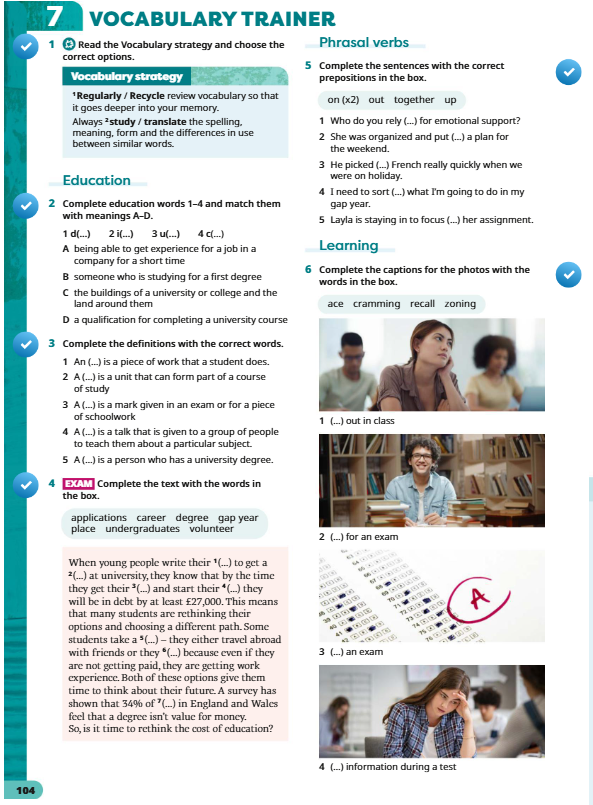 7 VOCABULARY TRAINER
1 Read the Vocabulary strategy and choose the
correct options.
Vocabulary strategy
¹Regularly / Recycle review vocabulary so that
it goes deeper into your memory.
Always ²study / translate the spelling,
meaning, form and the differences in use
between similar words.
Education
2 Complete education words 1–4 and match them
with meanings A–D.
1 d(...) 2 i(...) 3 u(...) 4 c(...)
A being able to get experience for a job in a
company for a short time
B someone who is studying for a first degree
C the buildings of a university or college and the
land around them
D a qualification for completing a university course
3 Complete the definitions with the correct words.
1 An (...) is a piece of work that a student does.
2 A (...) is a unit that can form part of a course
of study
3 A (...) is a mark given in an exam or for a piece
of schoolwork
4 A (...) is a talk that is given to a group of people
to teach them about a particular subject.
5 A (...) is a person who has a university degree.
4 EXAM Complete the text with the words in
the box.
applications career degree gap year
place undergraduates volunteer
When young people write their ¹(...) to get a
²(...) at university, they know that by the time
they get their ³(...) and start their ⁴(...) they
will be in debt by at least £27,000. This means
that many students are rethinking their
options and choosing a different path. Some
students take a ⁵(...) – they either travel abroad
with friends or they ⁶(...) because even if they
are not getting paid, they are getting work
experience. Both of these options give them
time to think about their future. A survey has
shown that 34% of ⁷(...) in England and Wales
feel that a degree isn't value for money.
So, is it time to rethink the cost of education?
104
Phrasal verbs
5 Complete the sentences with the correct
prepositions in the box.
on (x2) out together up
1 Who do you rely (...) for emotional support?
2 She was organized and put (...) a plan for
the weekend.
3 He picked (...) French really quickly when we
were on holiday.
4 I need to sort (...) what I'm going to do in my
gap year.
5 Layla is staying in to focus (...) her assignment.
Learning
6 Complete the captions for the photos with the
words in the box.
ace cramming recall zoning
1 (...) out in class
2 (...) for an exam
A
3 (...) an exam
4 (...) information during a test